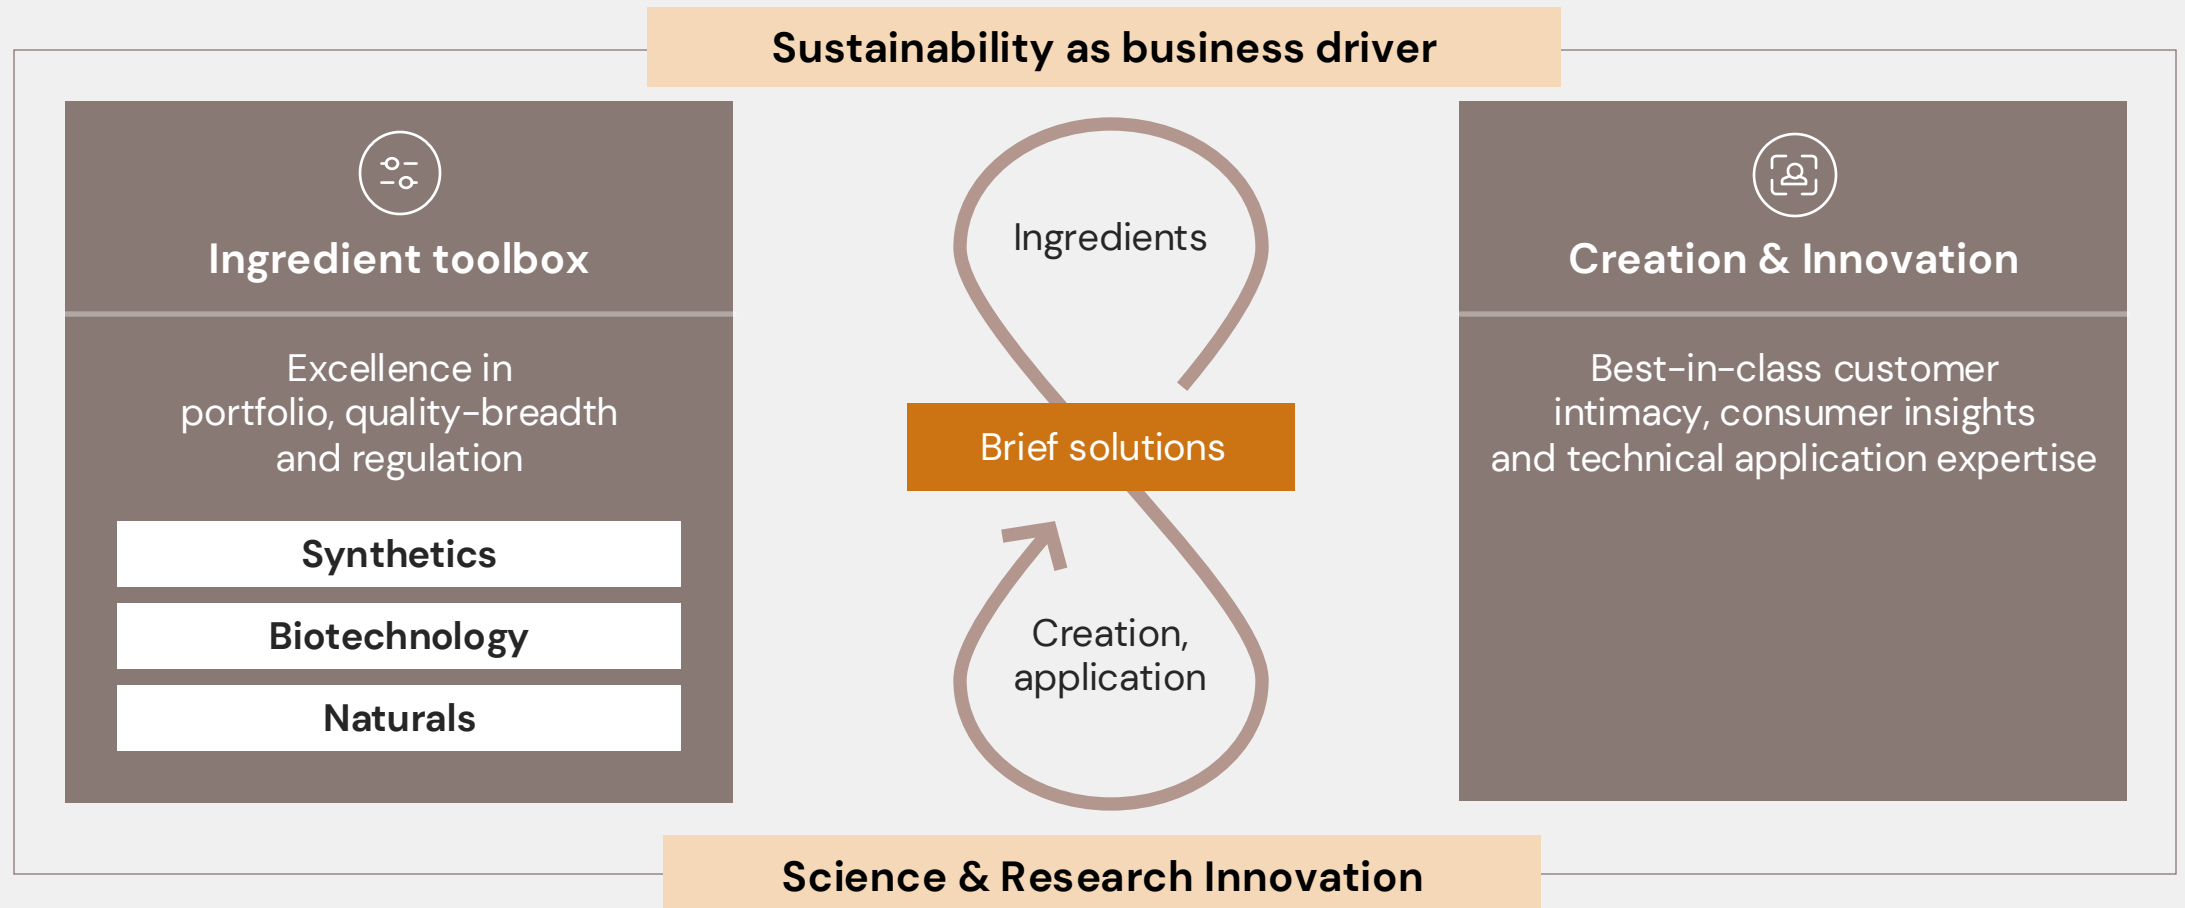 Sustainability as business driver
Ingredient toolbox
Excellence in
portfolio, quality-breadth
and regulation
Synthetics
Biotechnology
Naturals
Ingredients
Brief solutions
Creation,
application
Creation & Innovation
Best-in-class customer
intimacy, consumer insights
and technical application expertise
Science & Research Innovation